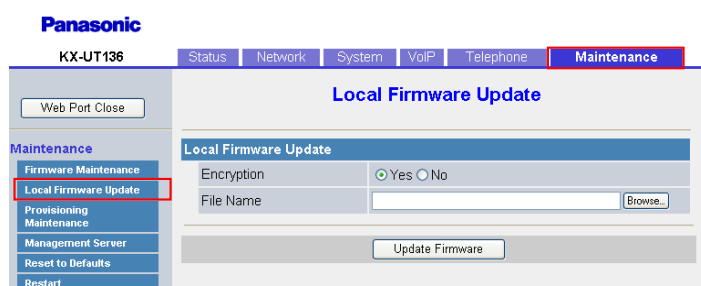 Panasonic
KX-UT136
Status Network System VoIP Telephone Maintenance
Web Port Close
Local Firmware Update
Maintenance
Firmware Maintenance
Local Firmware Update
Provisioning
Maintenance
Management Server
Reset to Defaults
Restart
Local Firmware Update
Encryption Yes No
File Name Browse...
Update Firmware